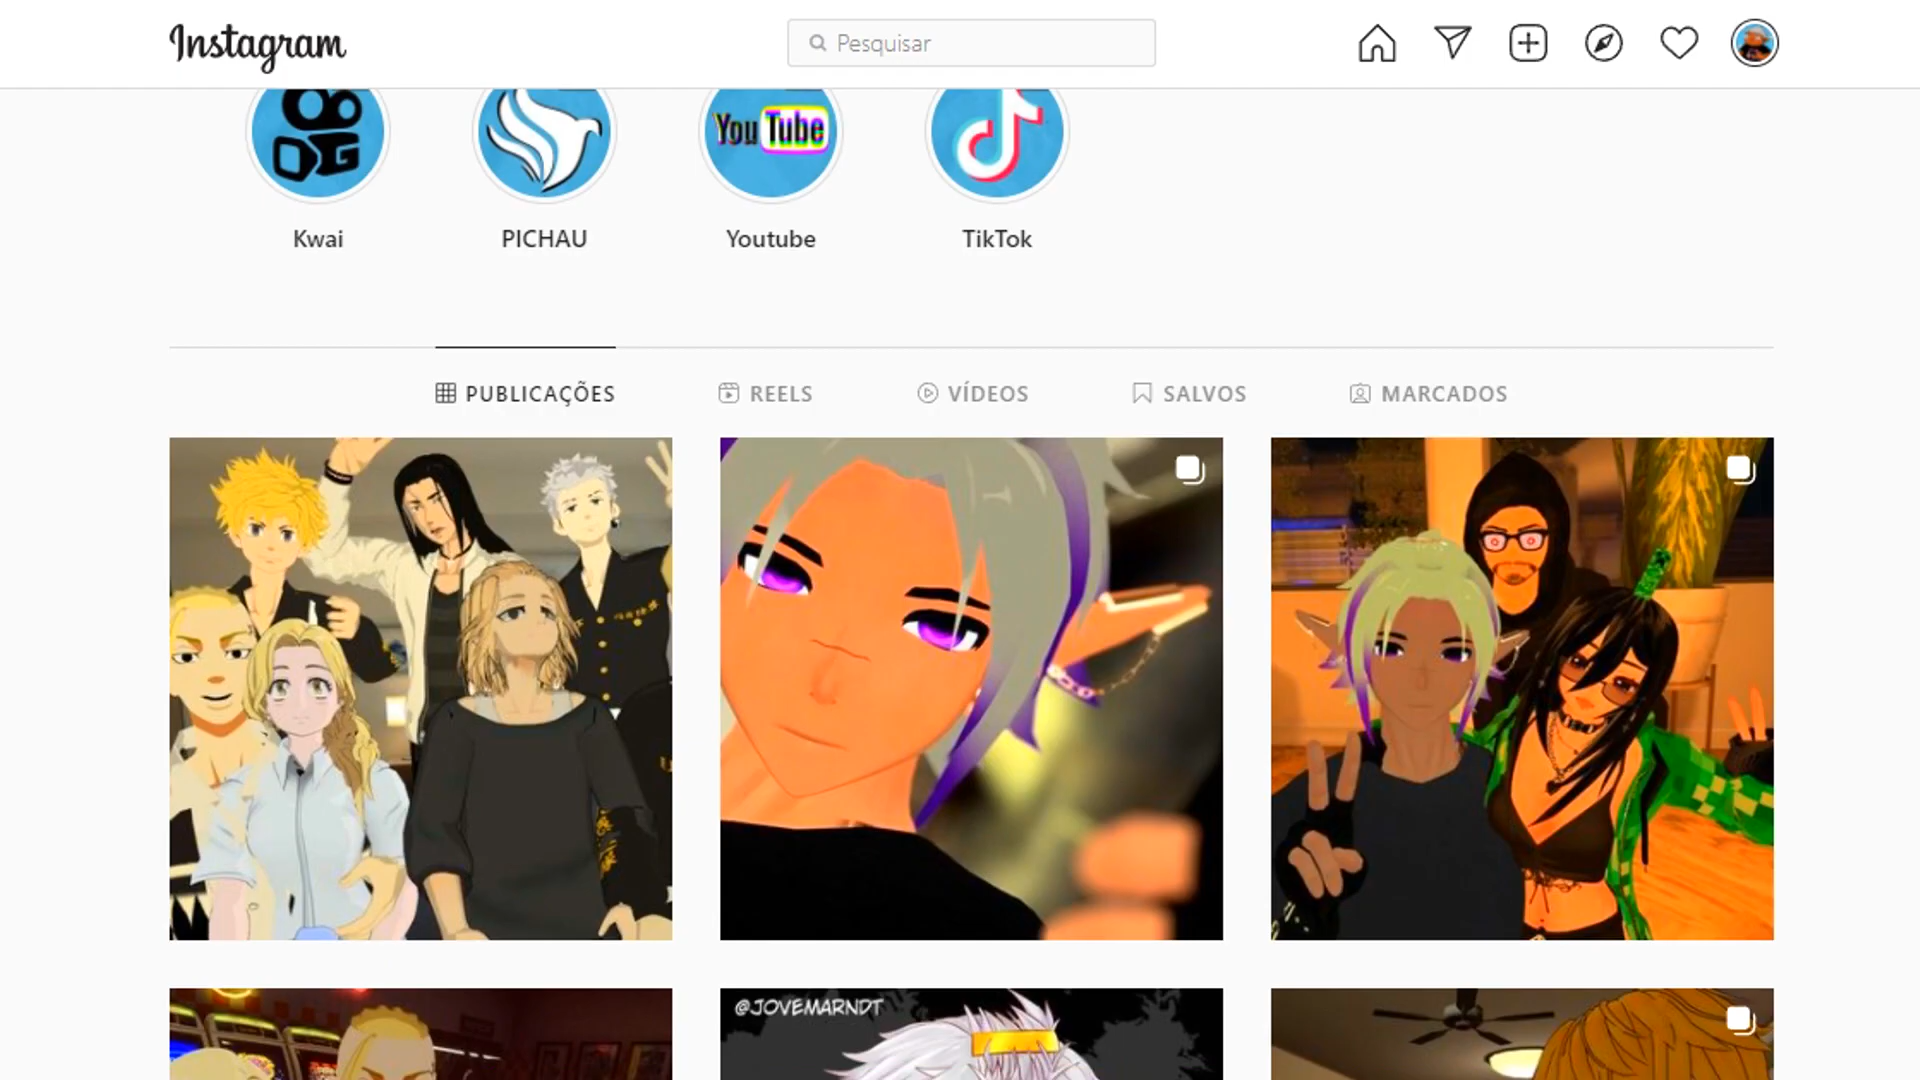 Instagram
Pesquisar
You Tube
Kwai
PICHAU
Youtube
TikTok
PUBLICAÇÕES
REELS
VÍDEOS
SALVOS
MARCADOS
@JOVEMARNDT